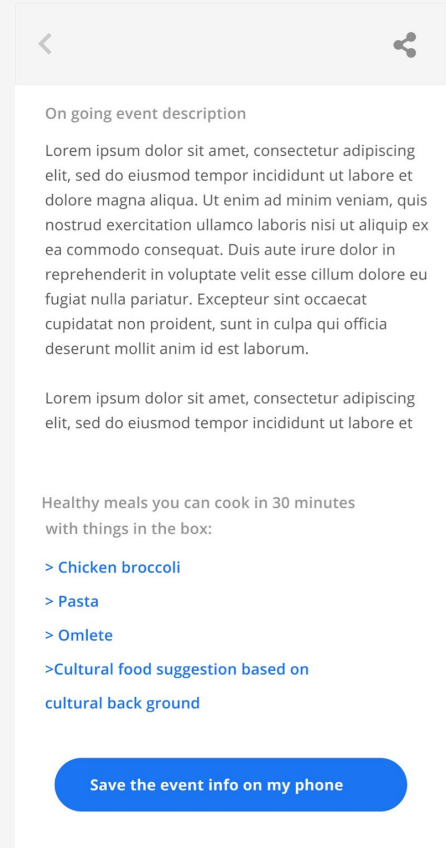 On going event description
Lorem ipsum dolor sit amet, consectetur adipiscing
elit, sed do eiusmod tempor incididunt ut labore et
dolore magna aliqua. Ut enim ad minim veniam, quis
nostrud exercitation ullamco laboris nisi ut aliquip ex
ea commodo consequat. Duis aute irure dolor in
reprehenderit in voluptate velit esse cillum dolore eu
fugiat nulla pariatur. Excepteur sint occaecat
cupidatat non proident, sunt in culpa qui officia
deserunt mollit anim id est laborum.
Lorem ipsum dolor sit amet, consectetur adipiscing
elit, sed do eiusmod tempor incididunt ut labore et
Healthy meals you can cook in 30 minutes
with things in the box:
> Chicken broccoli
> Pasta
> Omlete
>Cultural food suggestion based on
cultural back ground
Save the event info on my phone